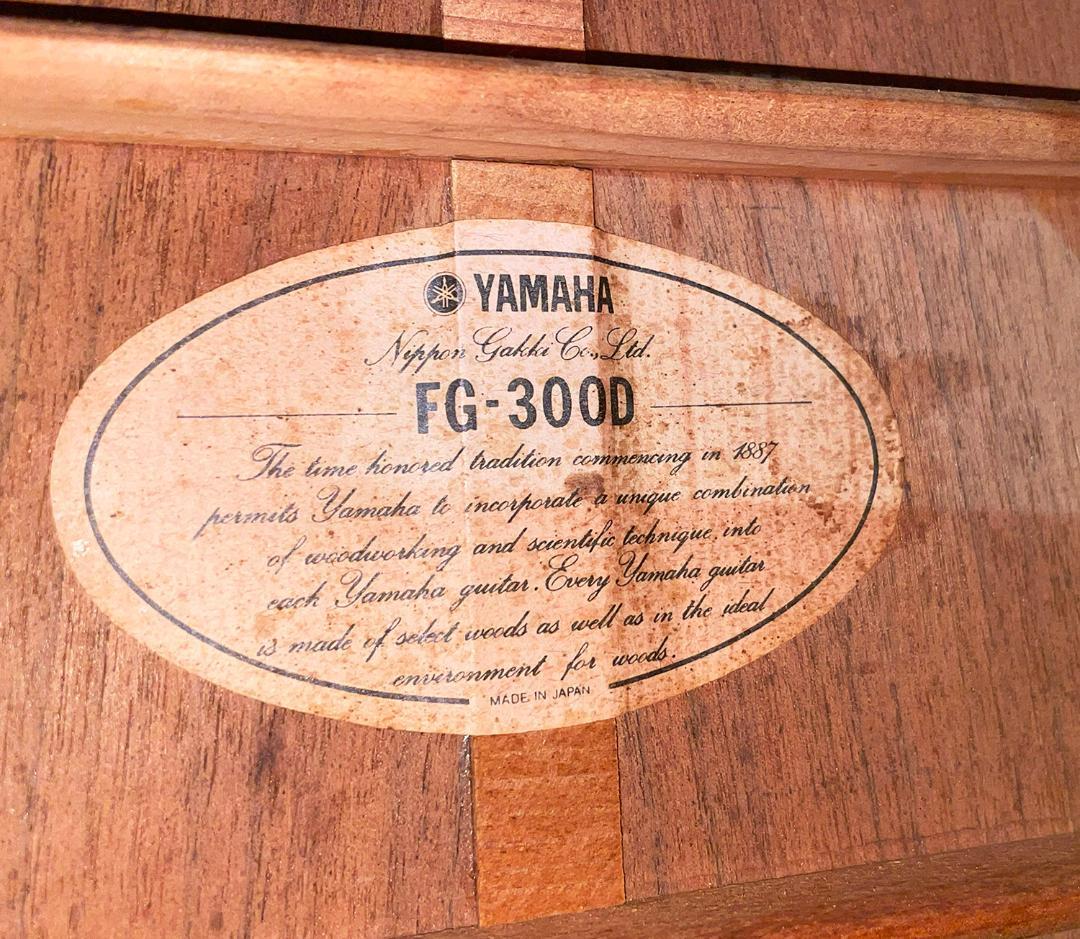 YAMAHA
Nippon Gakki Co., Ltd.
FG-300D
The time honored tradition commencing in 1887
permits Yamaha to incorporate a unique combination
of woodworking and scientific technique into
each Yamaha guitar. Every Yamaha guitar
is made of select woods as well as in the ideal
environment for woods.
MADE IN JAPAN